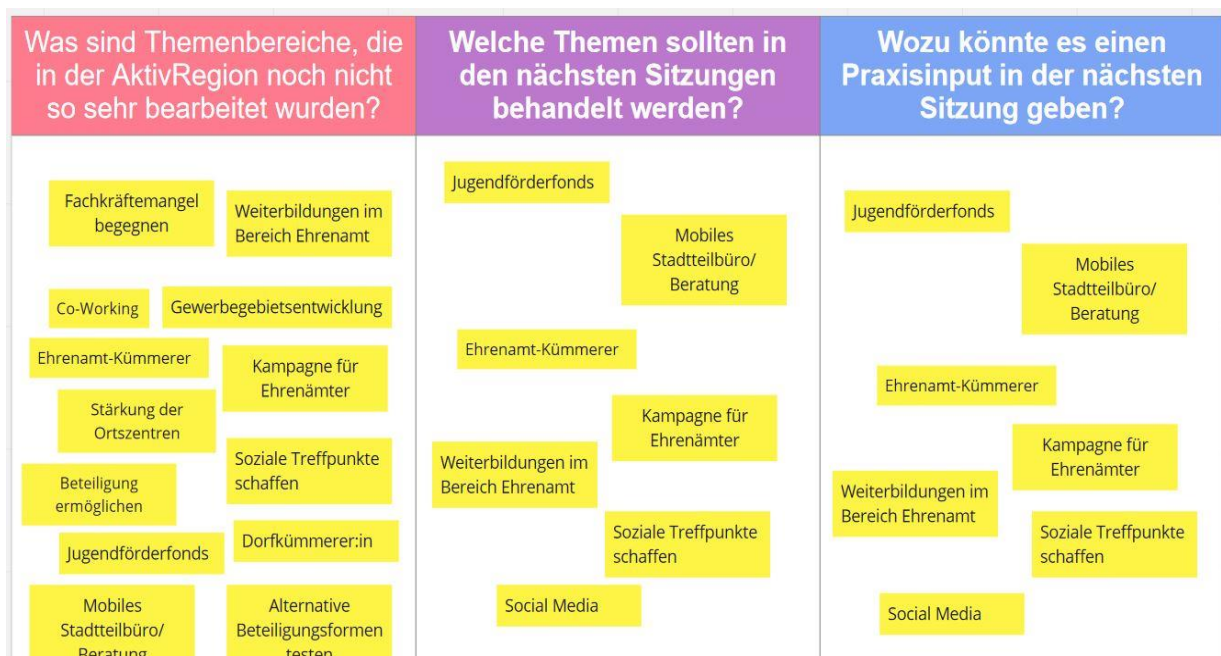 Was sind Themenbereiche, die
in der AktivRegion noch nicht
so sehr bearbeitet wurden?
Fachkräftemangel
begegnen
Weiterbildungen im
Bereich Ehrenamt
Co-Working
Gewerbegebietsentwicklung
Ehrenamt-Kümmerer
Kampagne für
Ehrenämter
Stärkung der
Ortszentren
Soziale Treffpunkte
schaffen
Beteiligung
ermöglichen
Dorfkümmerer:in
Jugendförderfonds
Mobiles
Stadtteilbüro/
Beratung
Alternative
Beteiligungsformen
testen
Welche Themen sollten in
den nächsten Sitzungen
behandelt werden?
Jugendförderfonds
Mobiles
Stadtteilbüro/
Beratung
Ehrenamt-Kümmerer
Kampagne für
Ehrenämter
Weiterbildungen im
Bereich Ehrenamt
Soziale Treffpunkte
schaffen
Social Media
Wozu könnte es einen
Praxisinput in der nächsten
Sitzung geben?
Jugendförderfonds
Mobiles
Stadtteilbüro/
Beratung
Ehrenamt-Kümmerer
Kampagne für
Ehrenämter
Weiterbildungen im
Bereich Ehrenamt
Soziale Treffpunkte
schaffen
Social Media